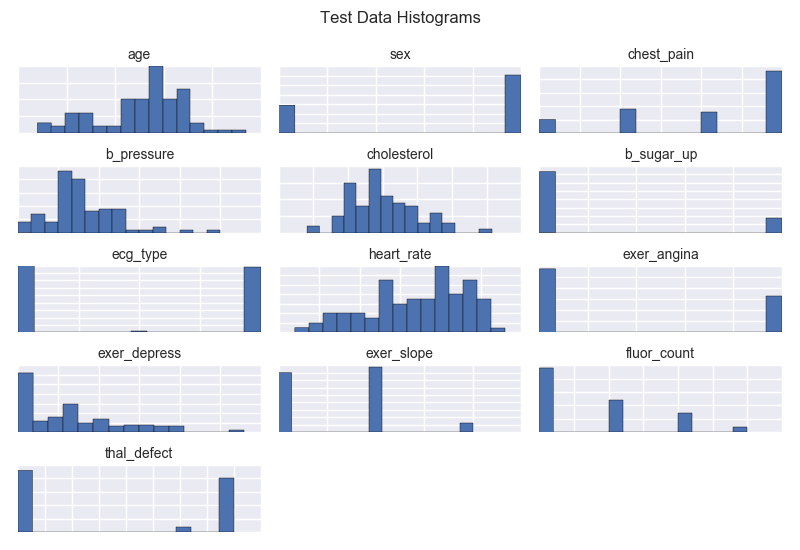 Test Data Histograms
age
sex
chest_pain
b_pressure
cholesterol
b_sugar_up
ecg_type
heart_rate
exer_angina
exer_depress
exer_slope
fluor_count
thal_defect